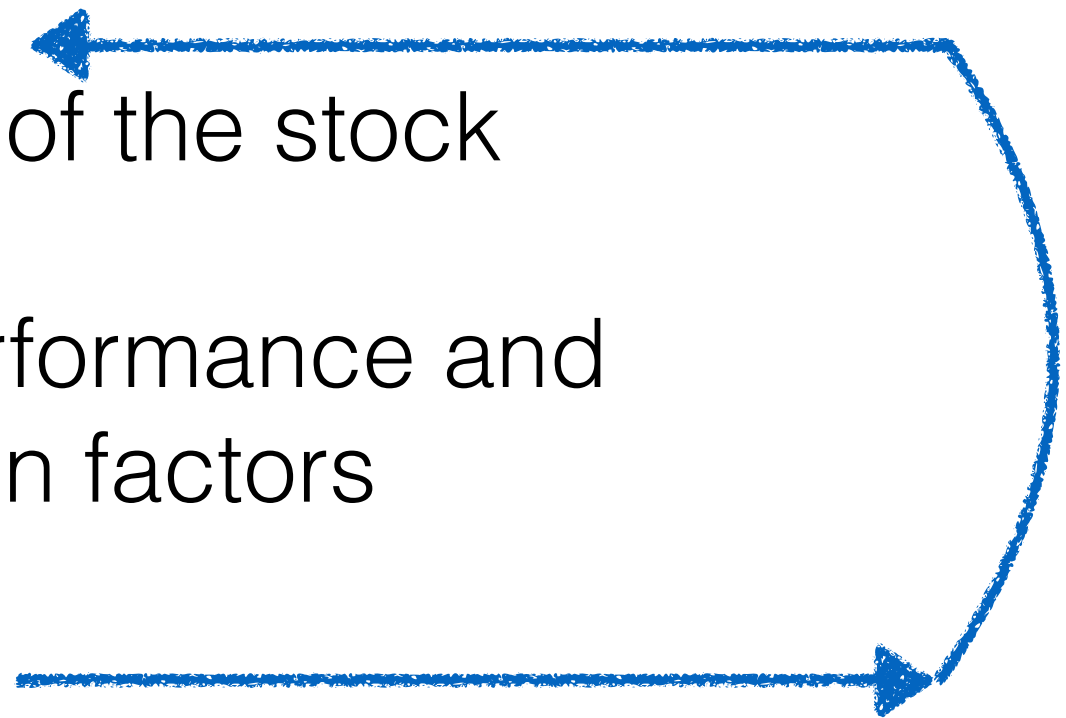 of the stock
rformance and
n factors